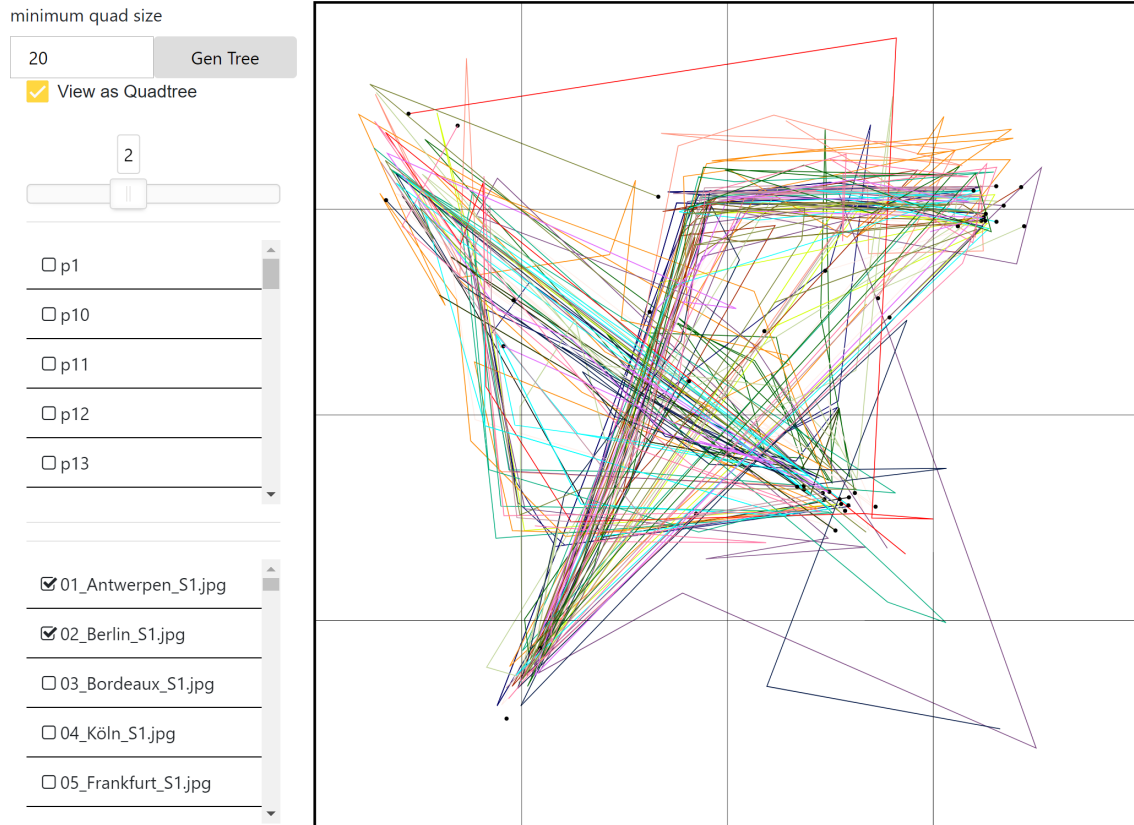 minimum quad size
20 Gen Tree
View as Quadtree
2
p1
p10
p11
p12
p13
01_Antwerpen_S1.jpg
02_Berlin_S1.jpg
03_Bordeaux_S1.jpg
04_Köln_S1.jpg
05_Frankfurt_S1.jpg